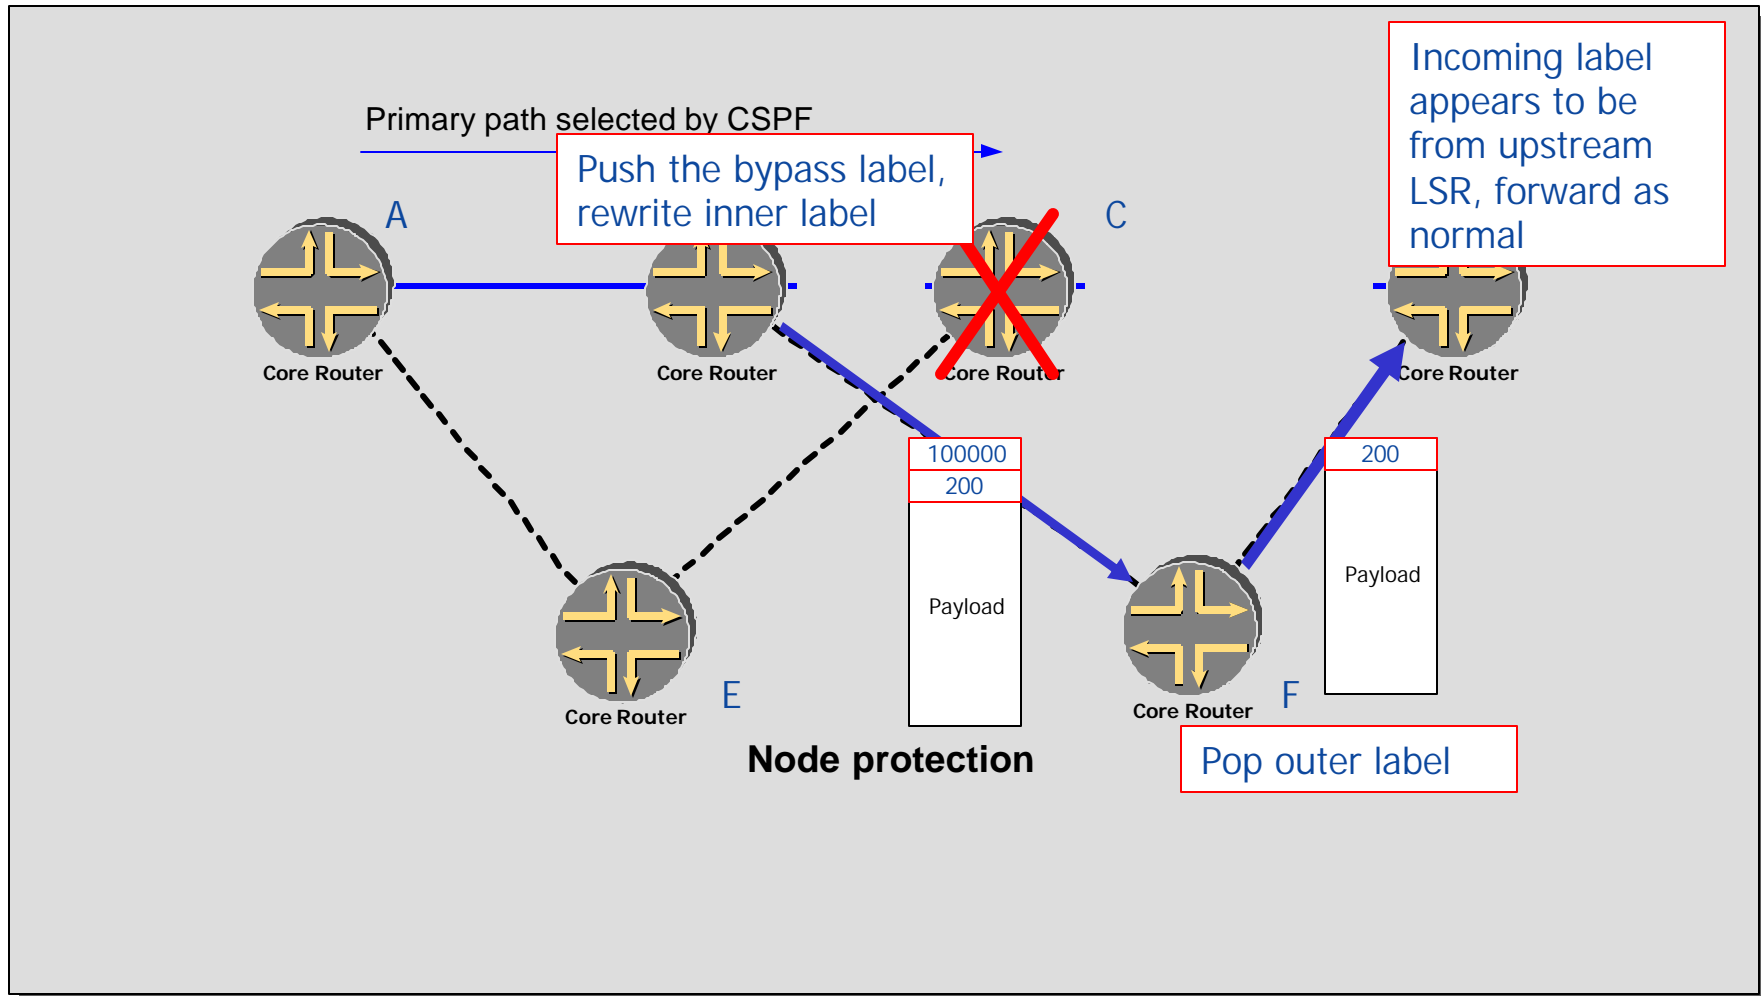 Incoming label
appears to be
from upstream
LSR, forward as
normal
Primary path selected by CSPF
Push the bypass label,
rewrite inner label
A
C
Core Router
Core Router
Core Router
Core Router
100000
200
Payload
200
Payload
E
Core Router
F
Core Router
Node protection
Pop outer label